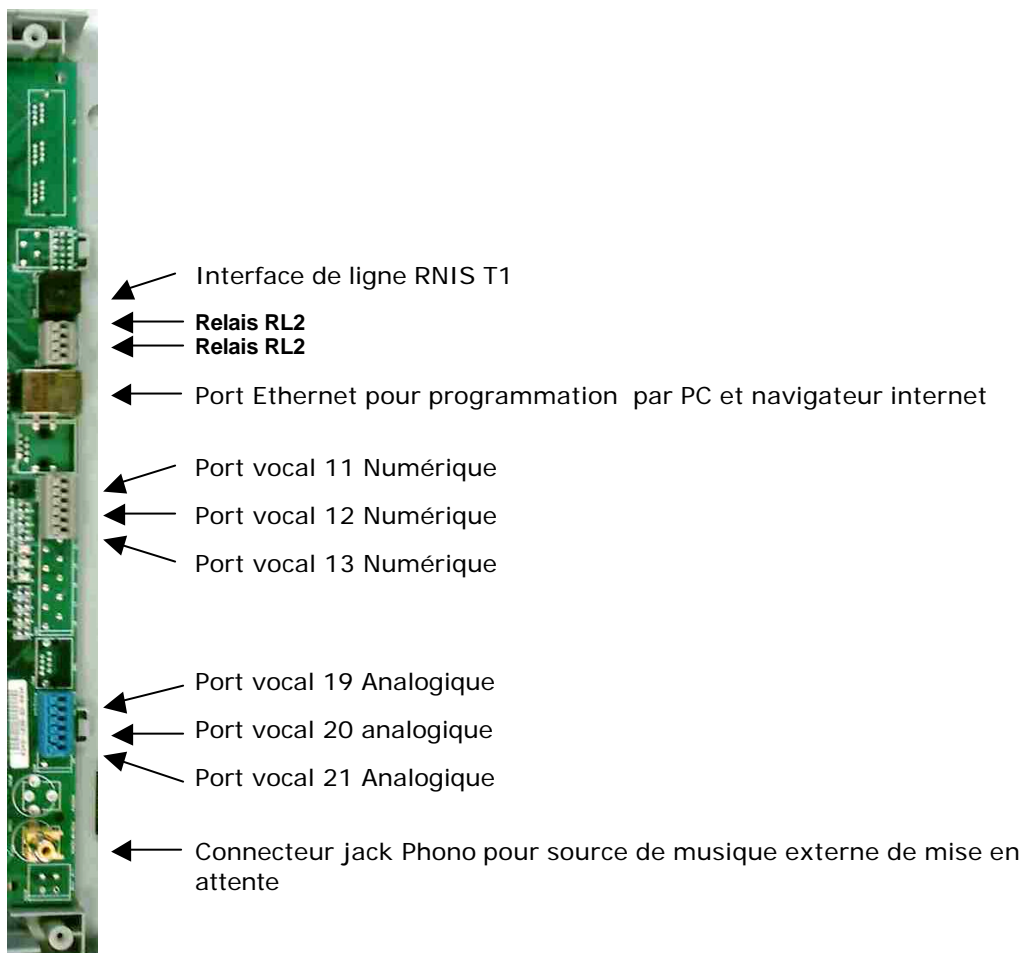 Interface de ligne RNIS T1
Relais RL2
Relais RL2
Port Ethernet pour programmation par PC et navigateur internet
Port vocal 11 Numérique
Port vocal 12 Numérique
Port vocal 13 Numérique
Port vocal 19 Analogique
Port vocal 20 analogique
Port vocal 21 Analogique
Connecteur jack Phono pour source de musique externe de mise en
attente